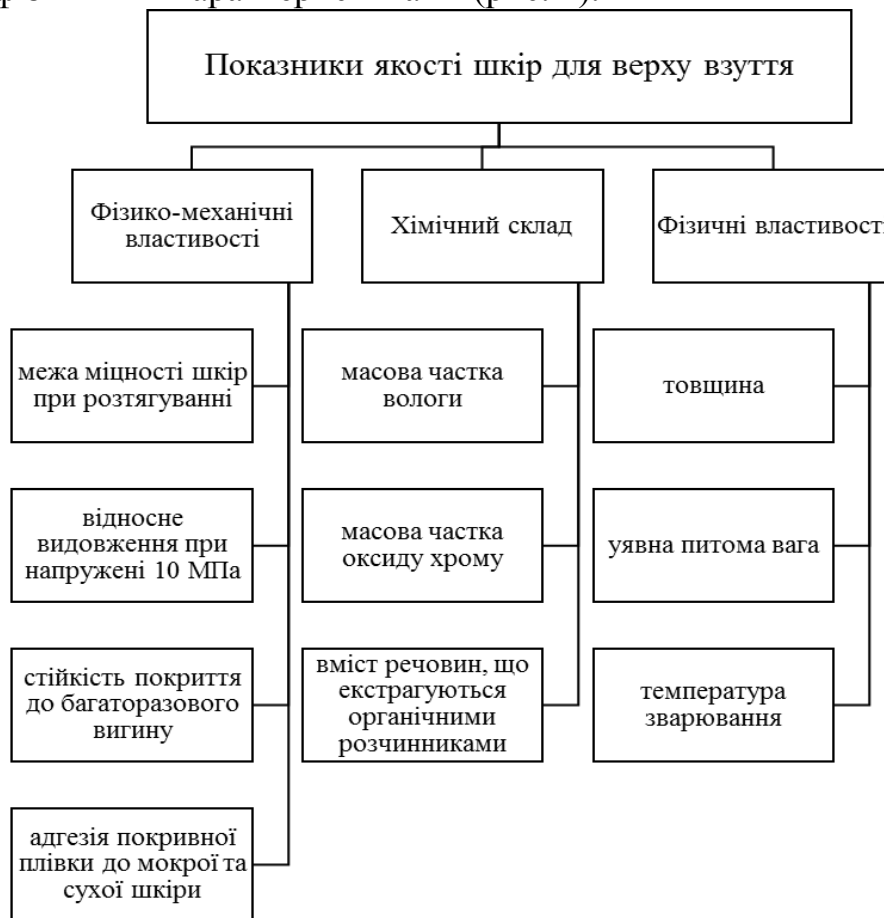 Показники якості шкір для верху взуття
Фізико-механічні
властивості
Хімічний склад
Фізичні властивості
межа міцності шкір
при розтягуванні
масова частка
вологи
товщина
відносне
видовження при
напружені 10 МПа
масова частка
оксиду хрому
уявна питома вага
стійкість покриття
до багаторазового
вигину
вміст речовин, що
екстрагуються
органічними
розчинниками
температура
зварювання
адгезія покривної
плівки до мокрої та
сухої шкіри